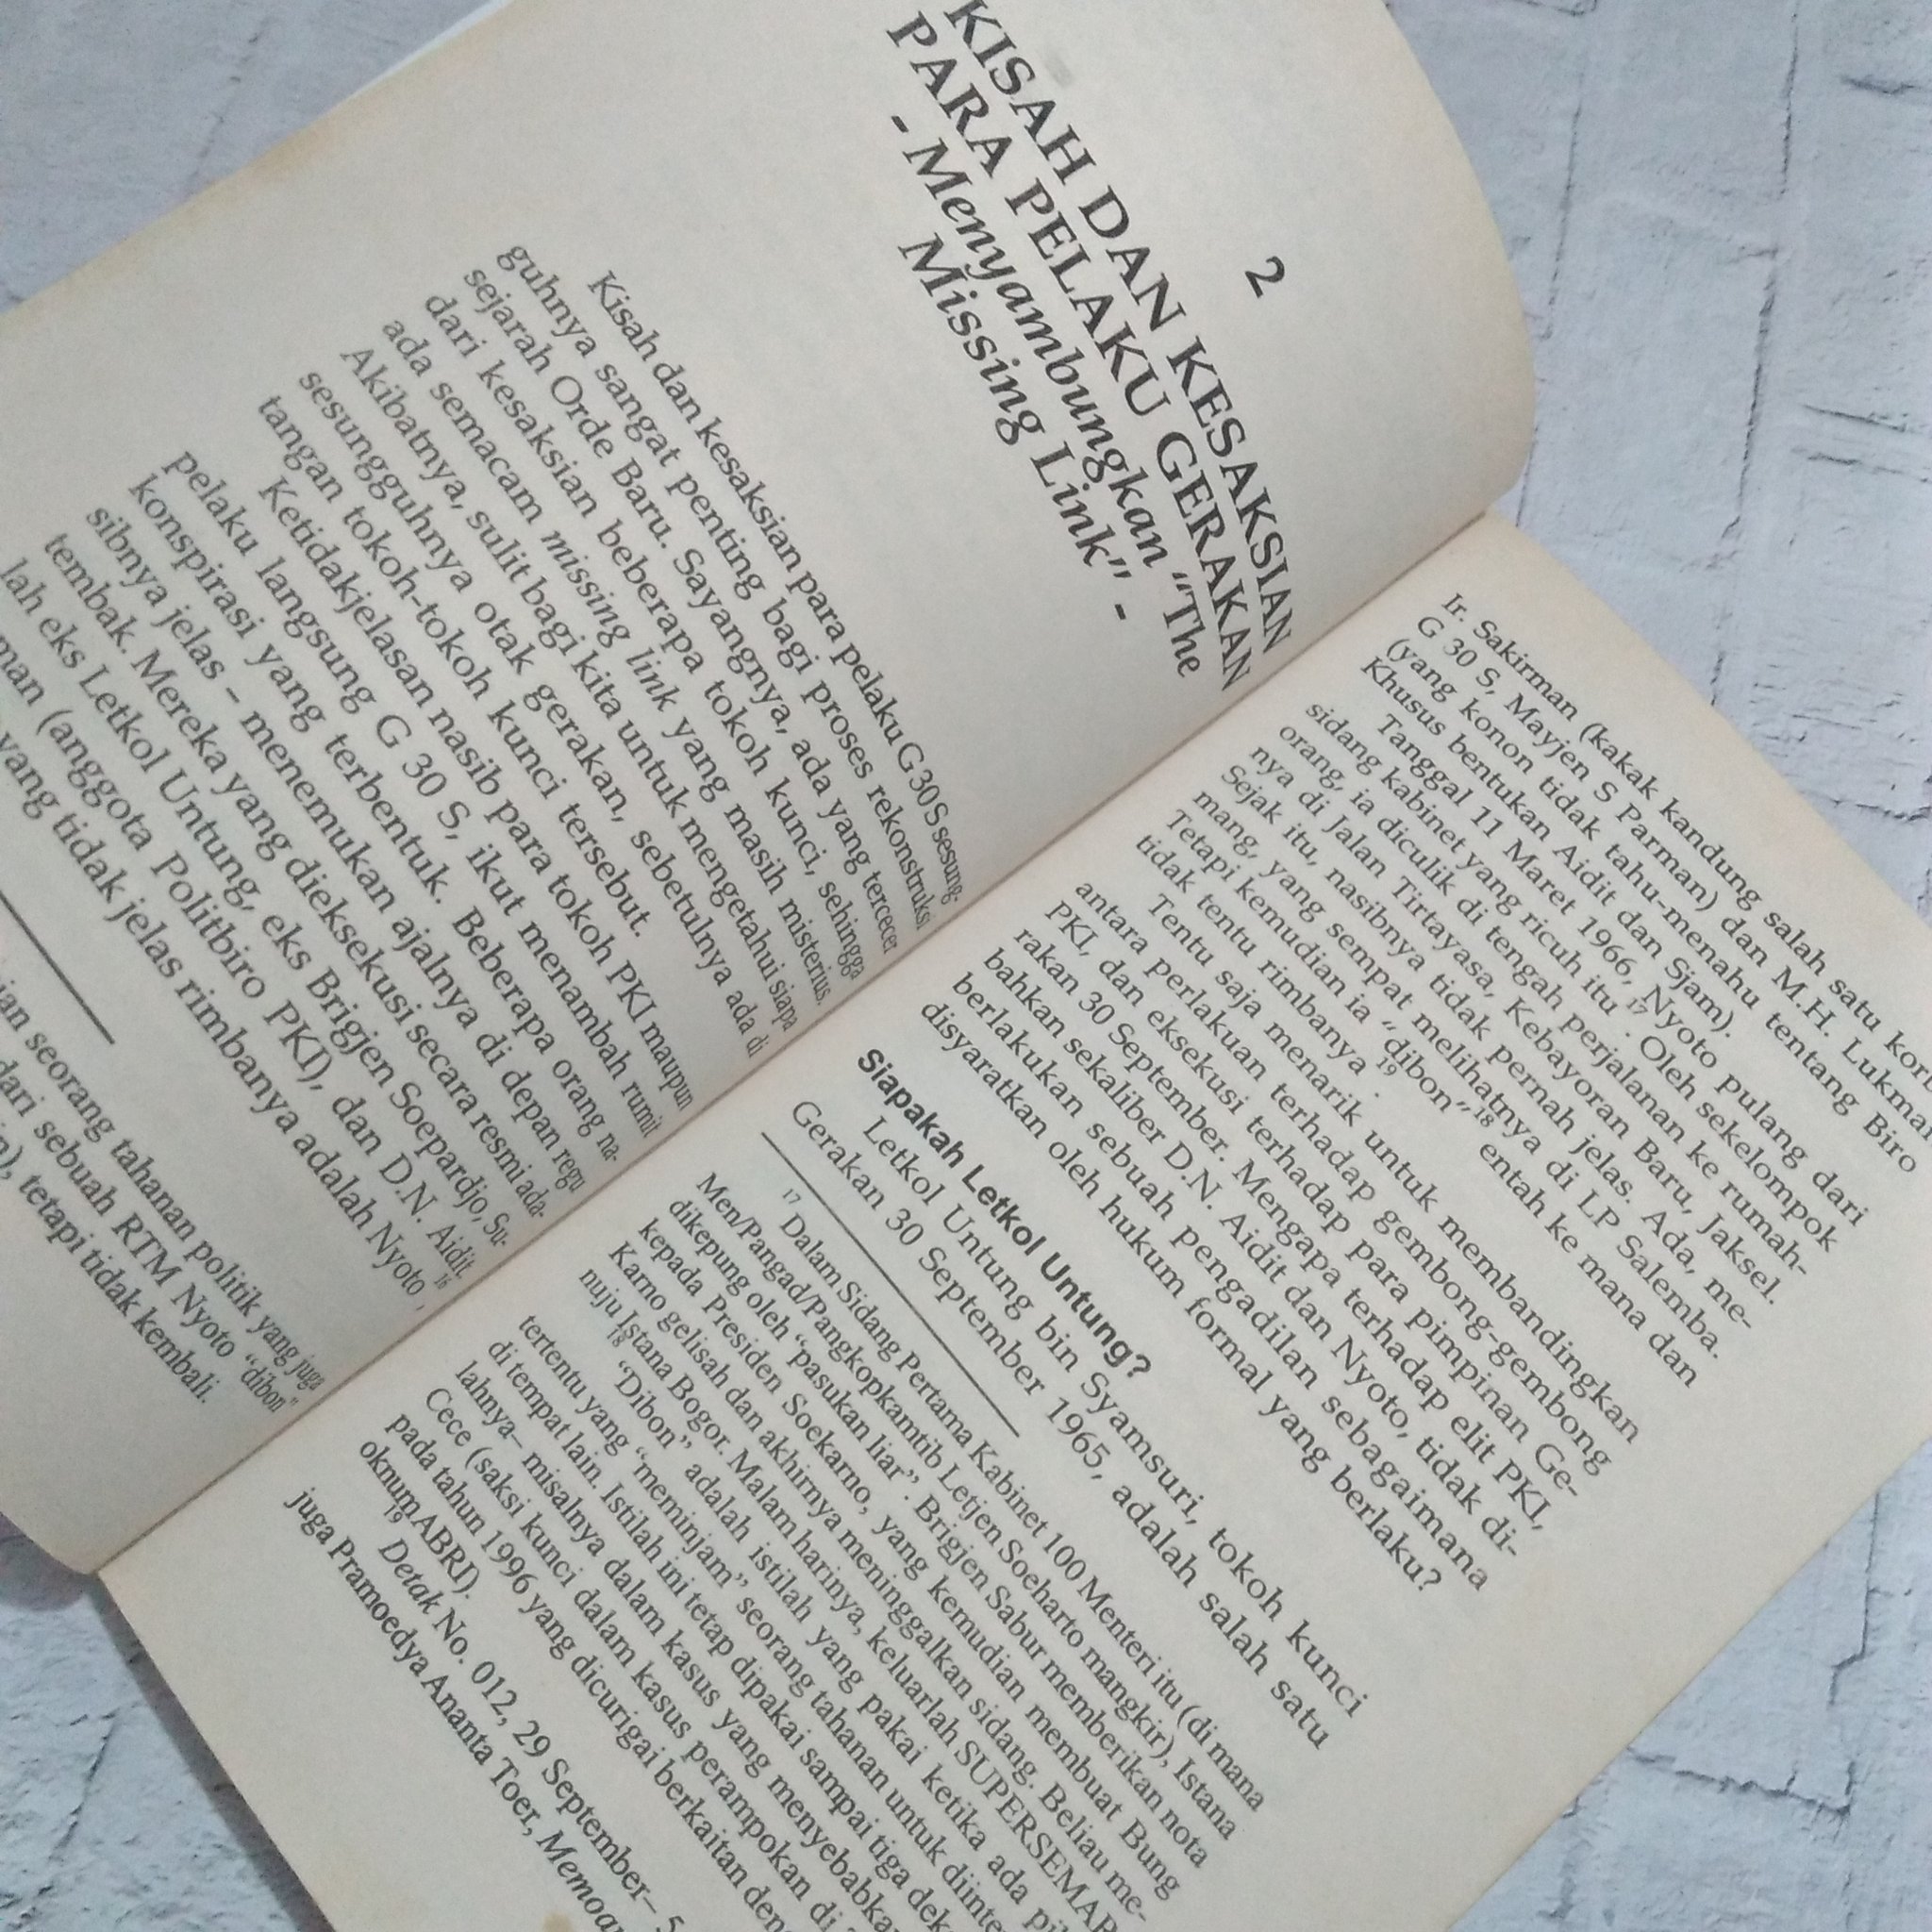 2
KISAH DAN KESAKSIAN
PARA PELAKU GERAKAN
- Menyambungkan "The
Missing Link" -
Kisah dan kesaksian para pelaku G 30 S sesung-
guhnya sangat penting bagi proses rekonstruksi
sejarah Orde Baru. Sayangnya, ada yang tercecer
dari kesaksian beberapa tokoh kunci, sehingga
ada semacam missing link yang masih misterius.
Akibatnya, sulit bagi kita untuk mengetahui siapa
sesungguhnya otak gerakan, sebetulnya ada di
tangan tokoh-tokoh kunci tersebut.
Ketidakjelasan nasib para tokoh PKI maupun
pelaku langsung G 30 S, ikut menambah rumit
konspirasi yang terbentuk. Beberapa orang na-
sibnya jelas – menemukan ajalnya di depan regu
tembak. Mereka yang dieksekusi secara resmi ada-
lah eks Letkol Untung, eks Brigjen Soepardjo, Su-
man (anggota Politbiro PKI), dan D.N. Aidit.
yang tidak jelas rimbanya adalah Nyoto 16,
seorang tahanan politik yang juga
dari sebuah RTM Nyoto "dibon"
tetapi tidak kembali.
Ir. Sakirman (kakak kandung salah satu
G 30 S, Mayjen S Parman) dan M.H. Lukman
(yang konon tidak tahu-menahu tentang Biro
Khusus bentukan Aidit dan Sjam).
Tanggal 11 Maret 1966, Nyoto pulang dari
sidang kabinet yang ricuh itu 17. Oleh sekelompok
orang, ia diculik di tengah perjalanan ke rumah-
nya di Jalan Tirtayasa, Kebayoran Baru, Jaksel.
Sejak itu, nasibnya tidak pernah jelas. Ada, me-
mang, yang sempat melihatnya di LP Salemba.
Tetapi kemudian ia "dibon" 18 entah ke mana dan
tidak tentu rimbanya 19.
Tentu saja menarik untuk membandingkan
antara perlakuan terhadap gembong-gembong
PKI, dan eksekusi terhadap para pimpinan Ge-
rakan 30 September. Mengapa terhadap elit PKI,
bahkan sekaliber D.N. Aidit dan Nyoto, tidak di-
berlakukan sebuah pengadilan sebagaimana
disyaratkan oleh hukum formal yang berlaku?
Siapakah Letkol Untung?
Letkol Untung bin Syamsuri, tokoh kunci
Gerakan 30 September 1965, adalah salah satu
17 Dalam Sidang Pertama Kabinet 100 Menteri itu (di mana
Men/Pangad/Pangkopkamtib Letjen Soeharto mangkir), Istana
dikepung oleh "pasukan liar". Brigjen Sabur memberikan nota
kepada Presiden Soekarno, yang kemudian membuat Bung
Karno gelisah dan akhirnya meninggalkan sidang. Beliau me-
nuju Istana Bogor. Malam harinya, keluarlah SUPERSEMAR
18 "Dibon" adalah istilah yang pakai ketika ada
tertentu yang "meminjam" seorang tahanan untuk
di tempat lain. Istilah ini tetap dipakai sampai tiga
lahnya– misalnya dalam kasus yang menyebabkan
Cece (saksi kunci dalam kasus perampokan di
pada tahun 1996 yang dicurigai berkaitan
oknum ABRI).
19 Detak No. 012, 29 September– 5
juga Pramoedya Ananta Toer,